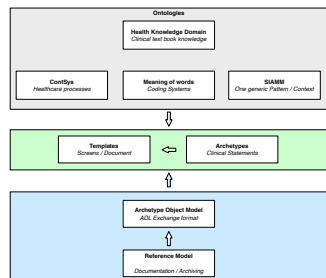 Ontologies
Health Knowledge Domain
Clinical text book knowledge
ContSys
Healthcare processes
Meaning of words
Coding Systems
SIAMM
One generic Pattern / Context
Templates
Screens / Document
Archetypes
Clinical Statements
Archetype Object Model
ADL Exchange format
Reference Model
Documentation / Archiving